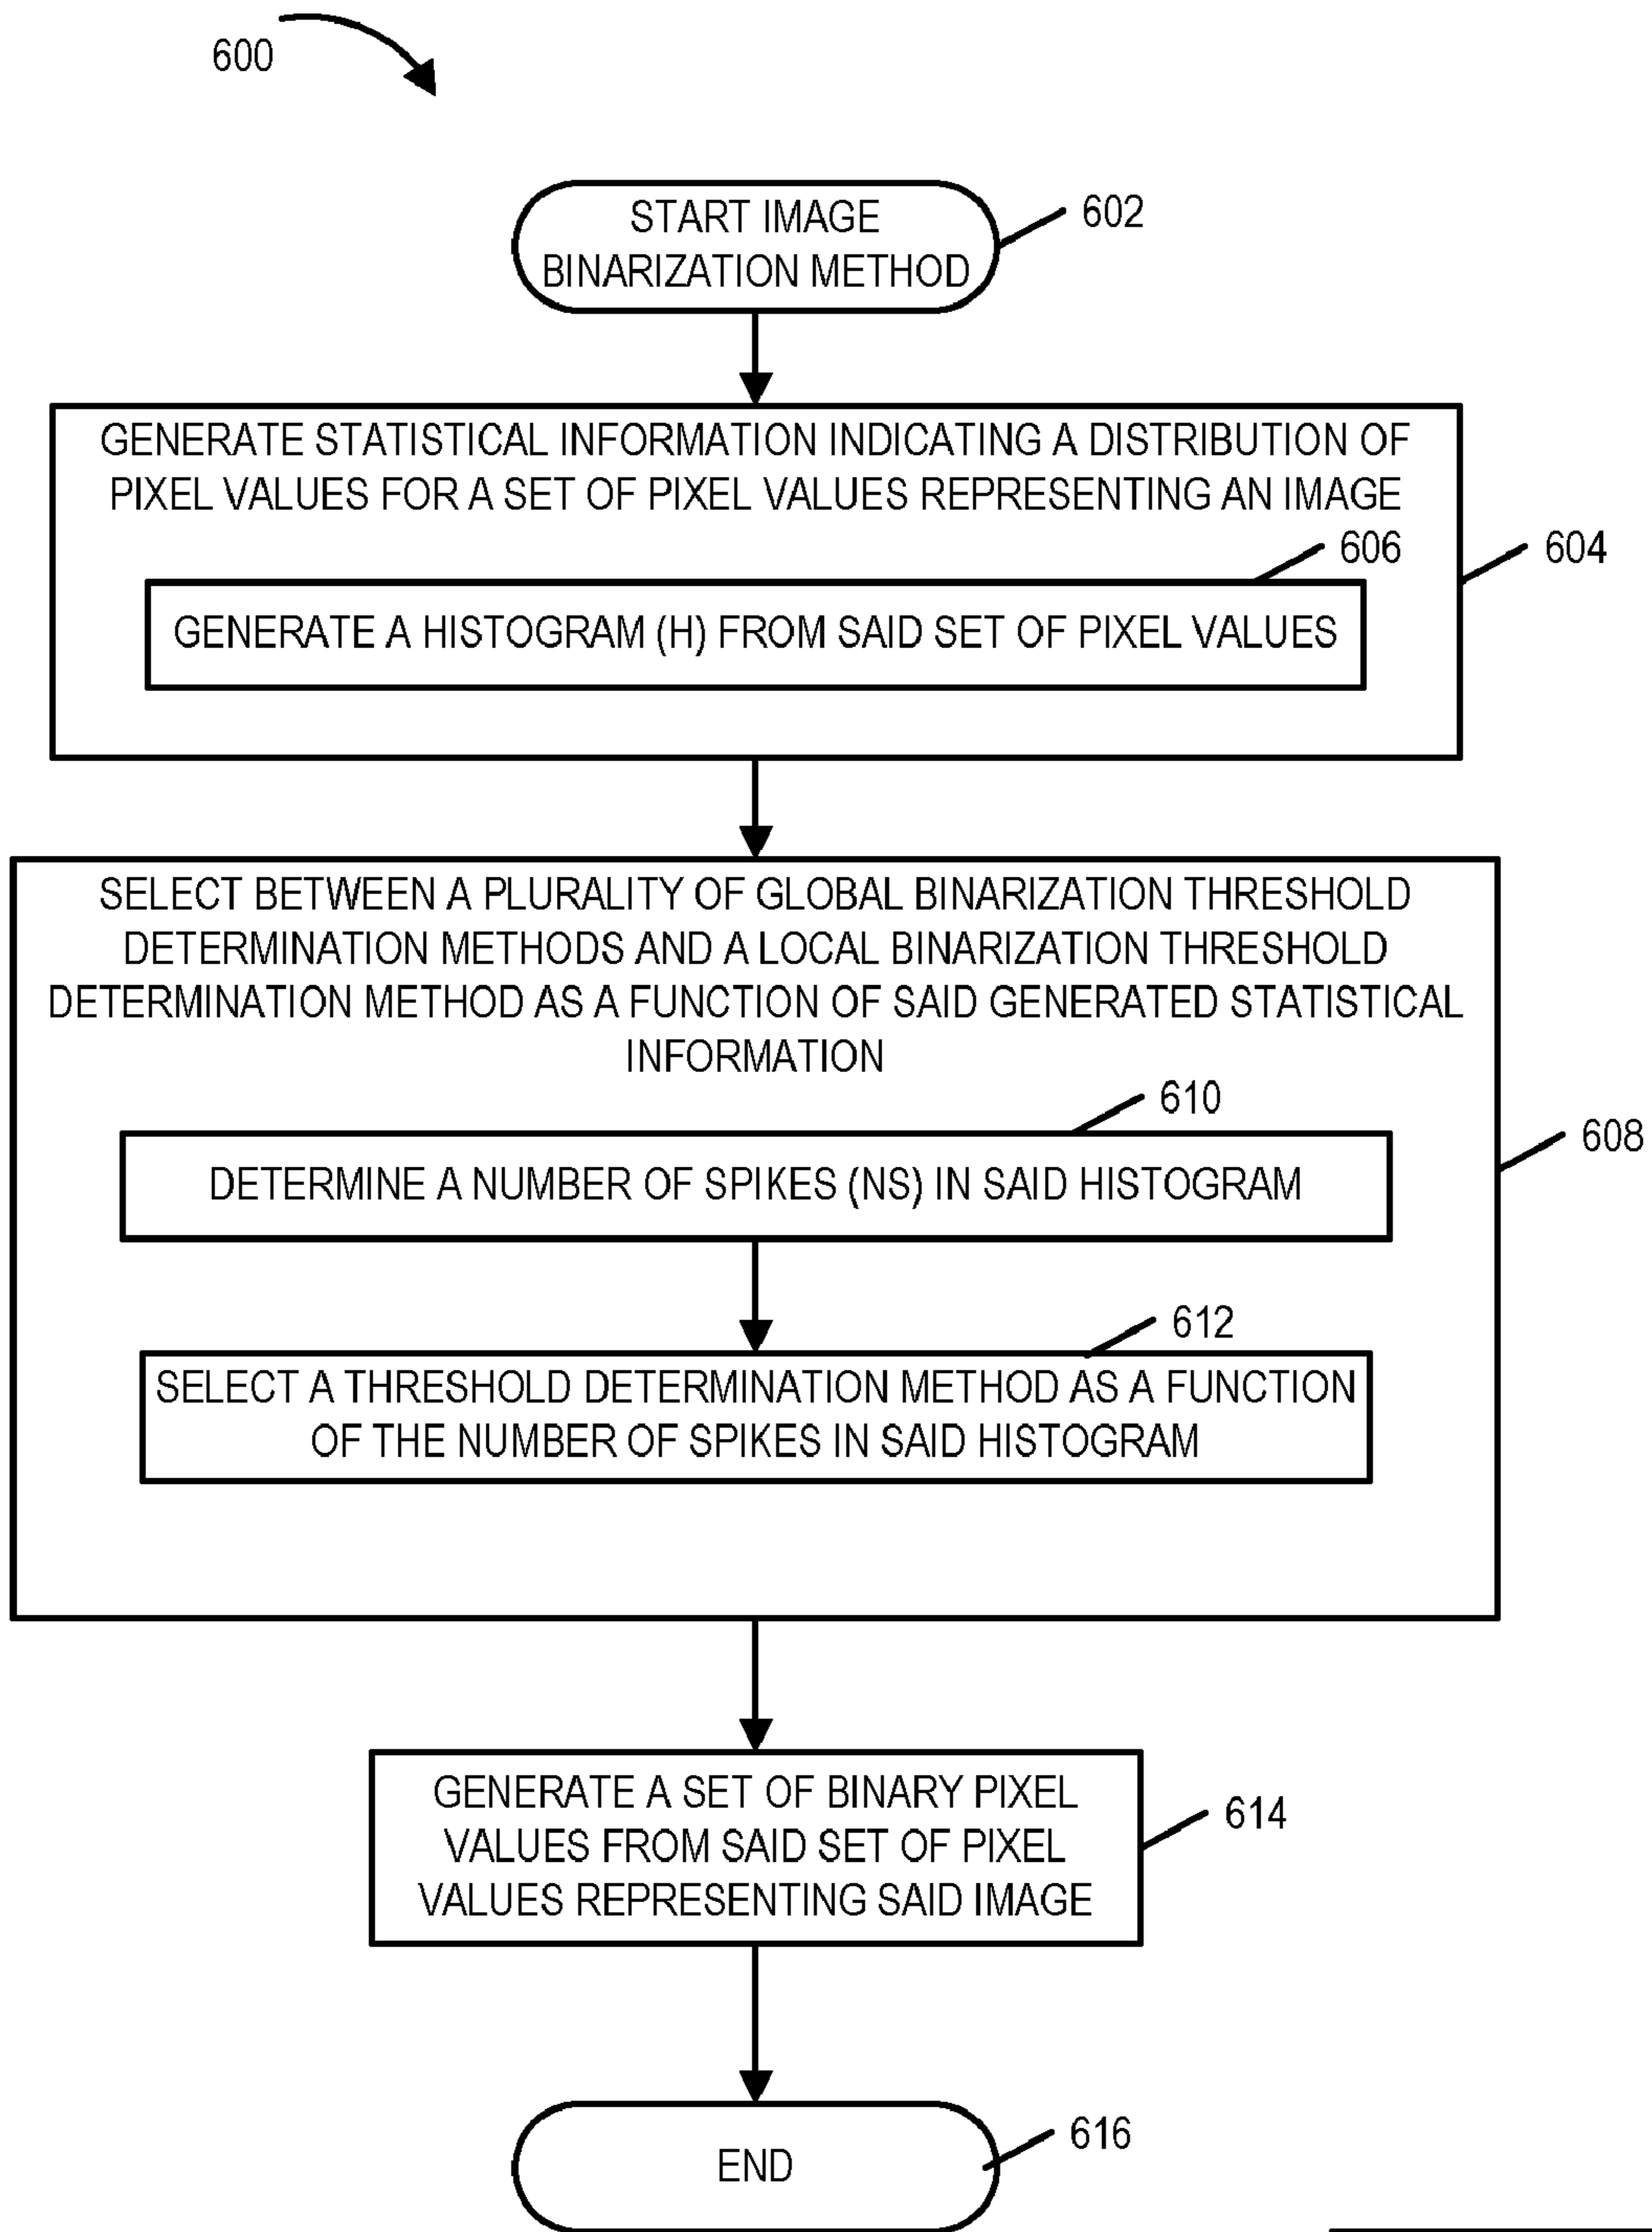 600
START IMAGE
BINARIZATION METHOD
602
GENERATE STATISTICAL INFORMATION INDICATING A DISTRIBUTION OF
PIXEL VALUES FOR A SET OF PIXEL VALUES REPRESENTING AN IMAGE
606
604
GENERATE A HISTOGRAM (H) FROM SAID SET OF PIXEL VALUES
SELECT BETWEEN A PLURALITY OF GLOBAL BINARIZATION THRESHOLD
DETERMINATION METHODS AND A LOCAL BINARIZATION THRESHOLD
DETERMINATION METHOD AS A FUNCTION OF SAID GENERATED STATISTICAL
INFORMATION
610
608
DETERMINE A NUMBER OF SPIKES (NS) IN SAID HISTOGRAM
612
SELECT A THRESHOLD DETERMINATION METHOD AS A FUNCTION
OF THE NUMBER OF SPIKES IN SAID HISTOGRAM
GENERATE A SET OF BINARY PIXEL
VALUES FROM SAID SET OF PIXEL
VALUES REPRESENTING SAID IMAGE
614
END
616